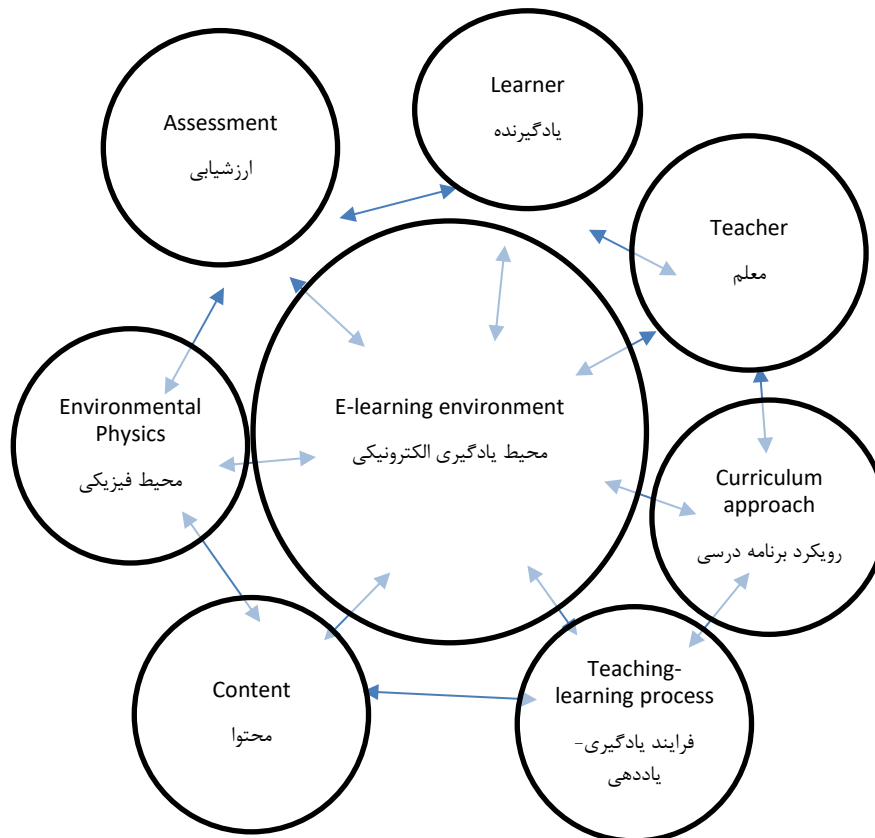 Learner
یادگیرنده
Assessment
ارزشیابی
Teacher
معلم
Environmental
Physics
محیط فیزیکی
E-learning environment
محیط یادگیری الکترونیکی
Curriculum
approach
رویکرد برنامه درسی
Content
محتوا
Teaching-
learning process
فرایند یادگیری-
یاددهی